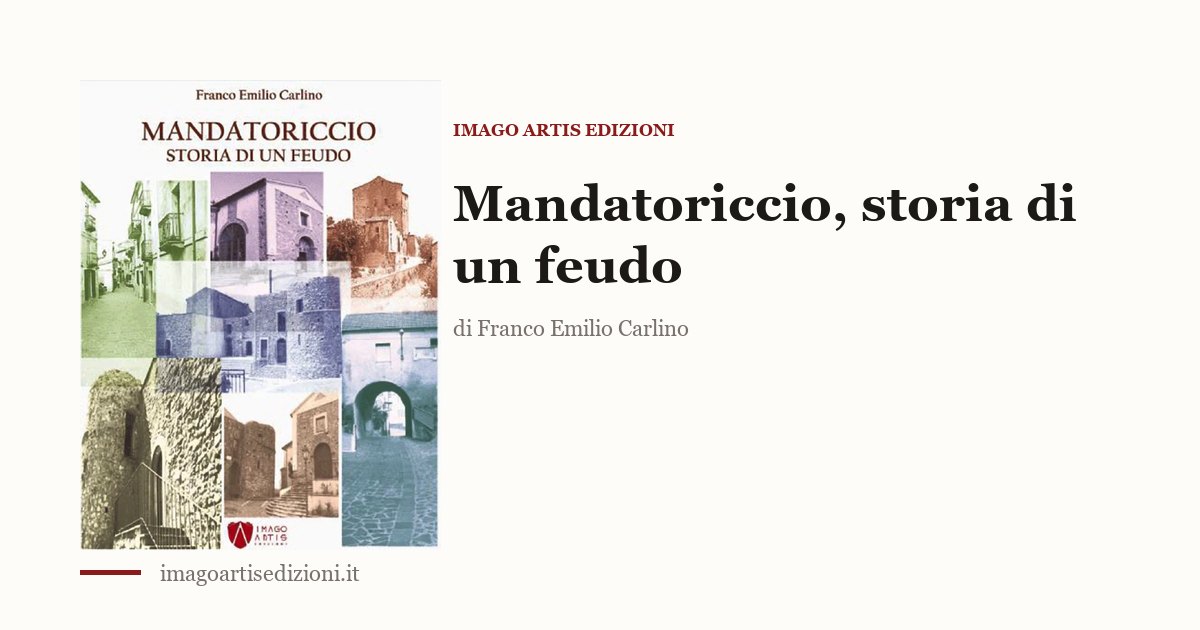 Franco Emilio Carlino
MANDATORICCIO
STORIA DI UN FEUDO
IMAGO
ARTIS
EDIZIONI
IMAGO ARTIS EDIZIONI
Mandatoriccio, storia di
un feudo
di Franco Emilio Carlino
imagoartisedizioni.it